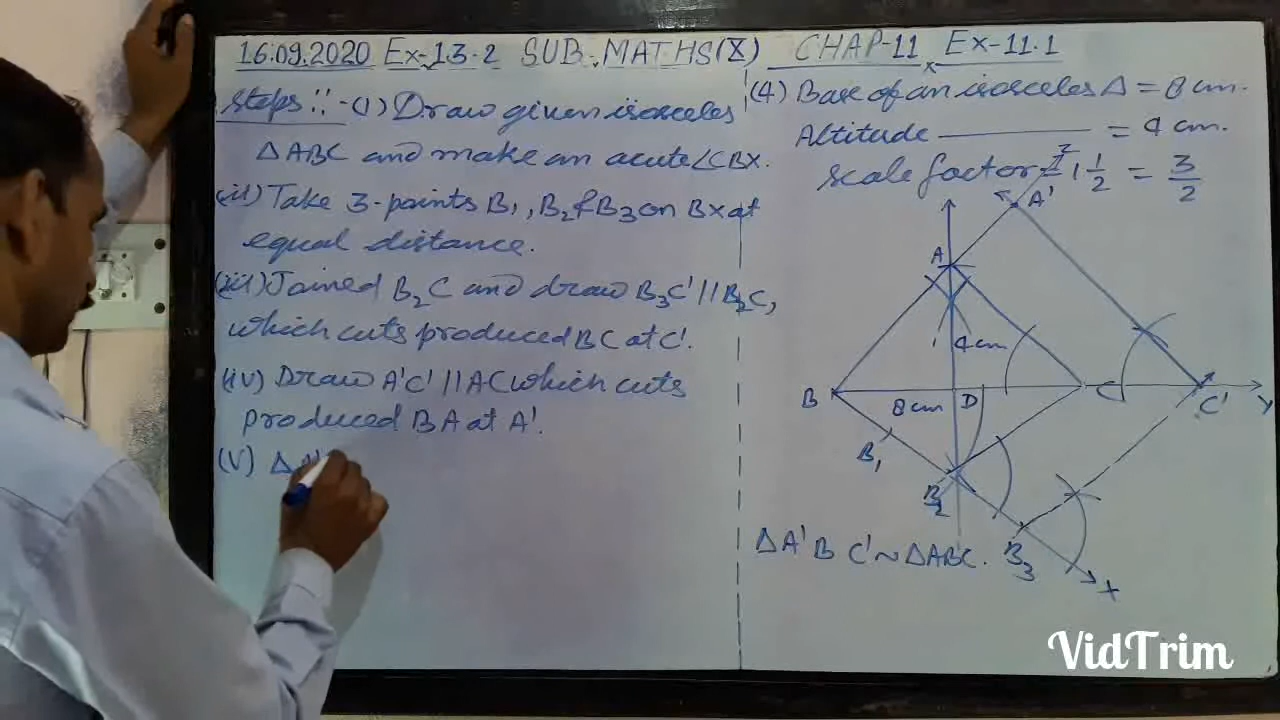 16.09.2020 Ex-13.2 SUB-MATHS(X) CHAP-11 Ex-11.1
Steps :: - (i) Draw given isosceles
△ABC and make an acute∠CBX.
(ii) Take 3-points B₁, B₂ & B₃ on BX at
equal distance.
(iii) Joined B₂C and draw B₃C' // B₂C,
which cuts produced BC at C'.
(iv) Draw A'C' // AC which cuts
produced BA at A'.
(V) △
(4) Base of an isosceles △ = 8 cm.
Altitude = 4 cm.
Scale factor = 1 1/2 = 3/2
Z
A'
A
4cm
B
8cm
D
C
C'
Y
B₁
B₂
B₃
X
△A'BC' ~ △ABC.
VidTrim